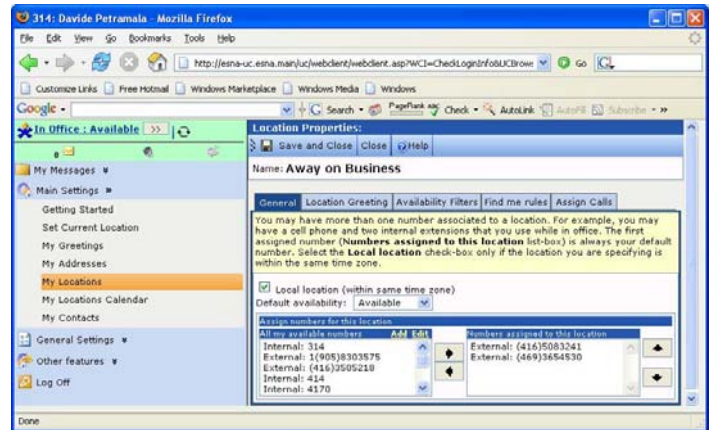 314: Davide Petramala - Mozilla Firefox
File Edit View Go Bookmarks Tools Help
http://esna-uc.esna.main/uc/webclient/webclient.asp?WCI=CheckLoginInfo&UCBrowe Go
Customize Links Free Hotmail Windows Marketplace Windows Media Windows
Google Search PageRank Check AutoLink AutoFill Subscribe
In Office : Available >>
Location Properties:
Save and Close Close Help
My Messages
Name: Away on Business
Main Settings
Getting Started
Set Current Location
My Greetings
My Addresses
My Locations
My Locations Calendar
My Contacts
General Settings
Other features
Log Off
General Location Greeting Availability Filters Find me rules Assign Calls
You may have more than one number associated to a location. For example, you may
have a cell phone and two internal extensions that you use while in office. The first
assigned number (Numbers assigned to this location list-box) is always your default
number. Select the Local location check-box only if the location you are specifying is
within the same time zone.
Local location (within same time zone)
Default availability: Available
Assign numbers for this location
All my available numbers Add Edit
Internal: 314
External: 1(905)8303575
External: (416)3505218
Internal: 414
Internal: 4170
Numbers assigned to this location
External: (416)5083241
External: (469)3654530
Done